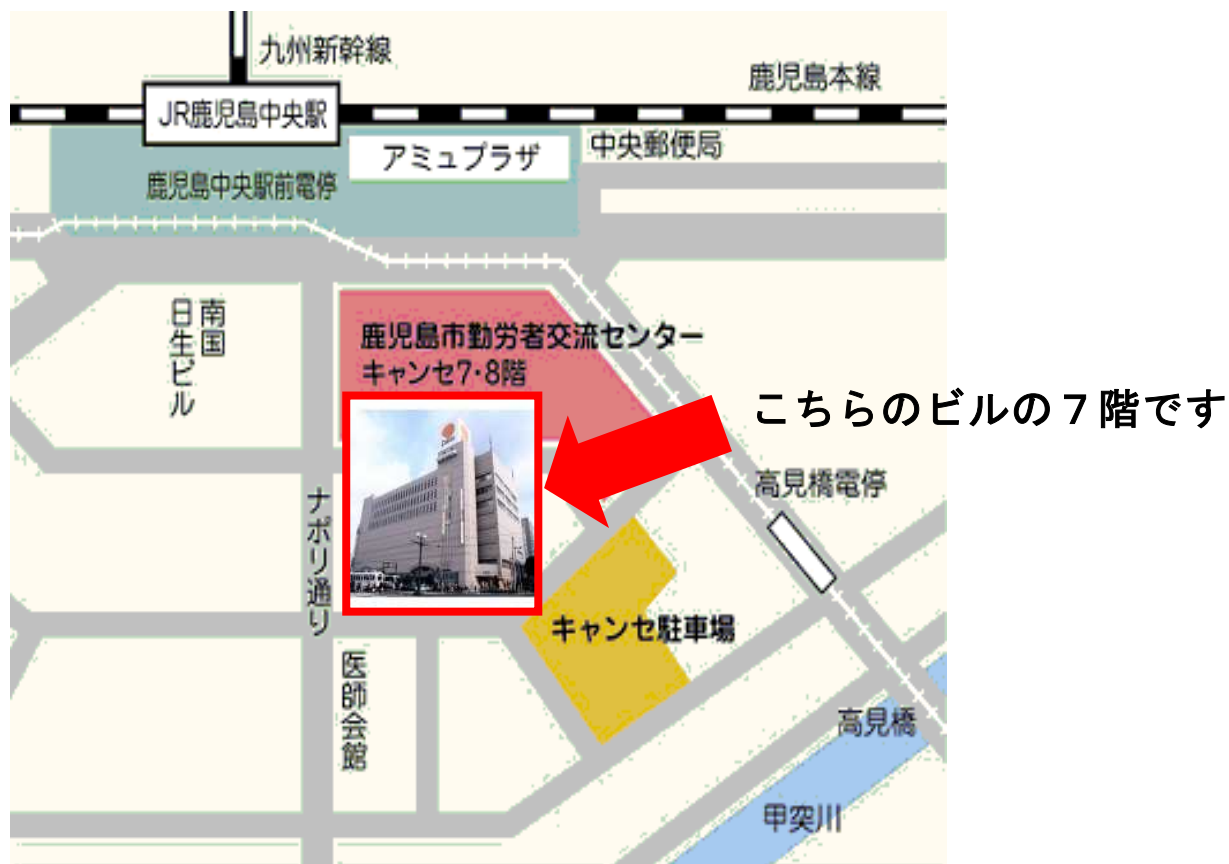 九州新幹線
鹿児島本線
JR鹿児島中央駅
アミュプラザ
中央郵便局
鹿児島中央駅前電停
南国
日生ビル
鹿児島市勤労者交流センター
キャンセ7・8階
こちらのビルの７階です
高見橋電停
ナポリ通り
キャンセ駐車場
医師会館
高見橋
甲突川